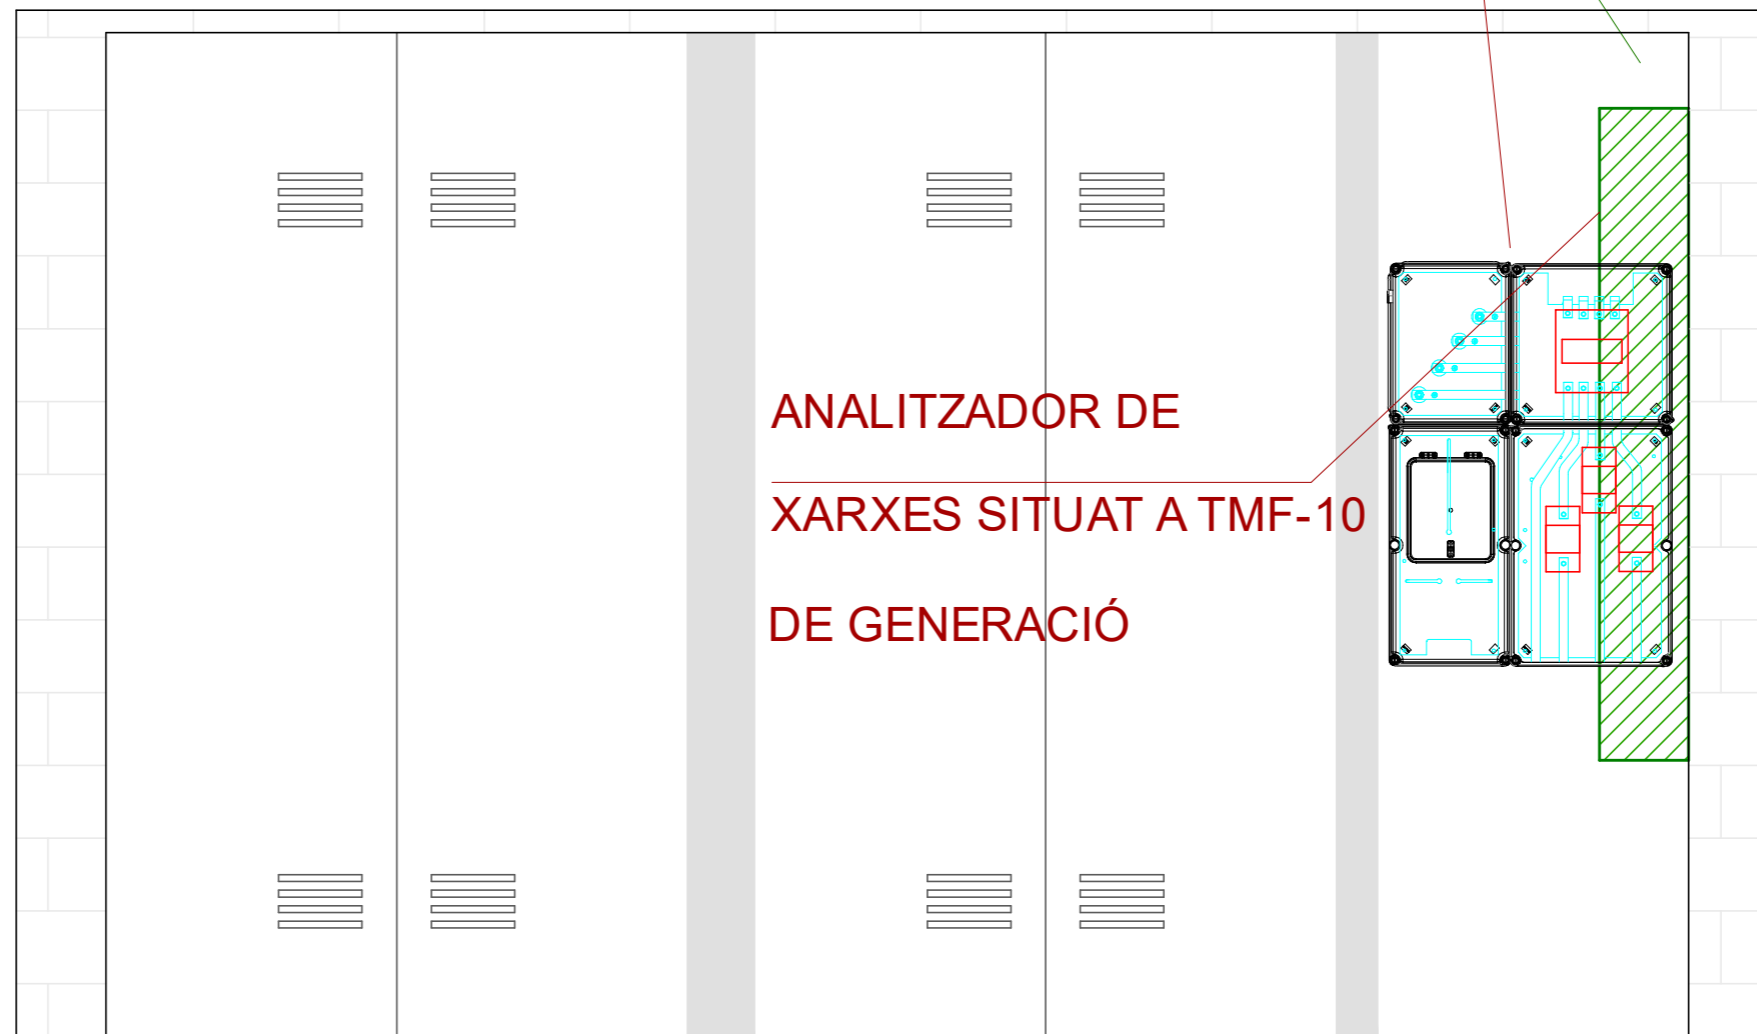 ANALITZADOR DE
XARXES SITUAT A TMF-10
DE GENERACIÓ